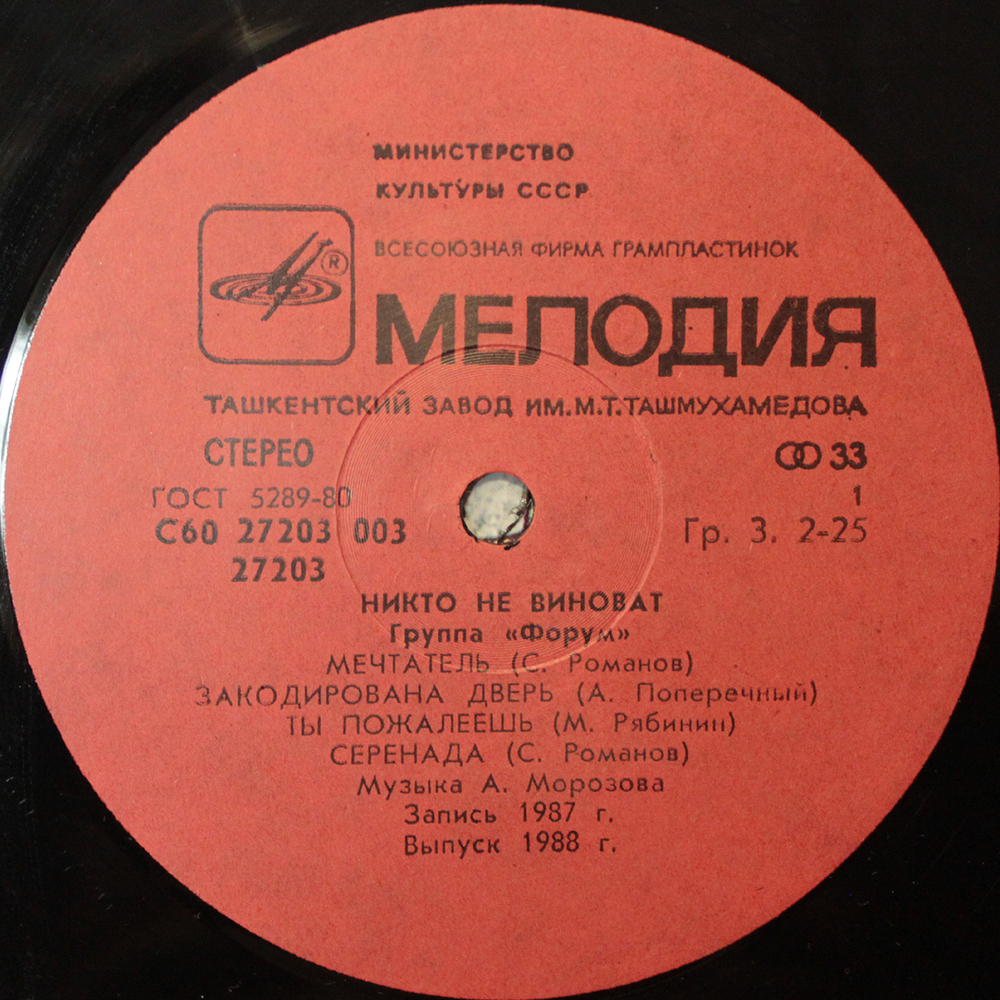 МИНИСТЕРСТВО
КУЛЬТУРЫ СССР
ВСЕСОЮЗНАЯ ФИРМА ГРАМПЛАСТИНОК
®
МЕЛОДИЯ
ТАШКЕНТСКИЙ ЗАВОД ИМ.М.Т.ТАШМУХАМЕДОВА
СТЕРЕО
33
ГОСТ 5289-80
1
С60 27203 003
Гр. 3. 2-25
27203
НИКТО НЕ ВИНОВАТ
Группа «Форум»
МЕЧТАТЕЛЬ (С. Романов)
ЗАКОДИРОВАНА ДВЕРЬ (А. Поперечный)
ТЫ ПОЖАЛЕЕШЬ (М. Рябинин)
СЕРЕНАДА (С. Романов)
Музыка А. Морозова
Запись 1987 г.
Выпуск 1988 г.